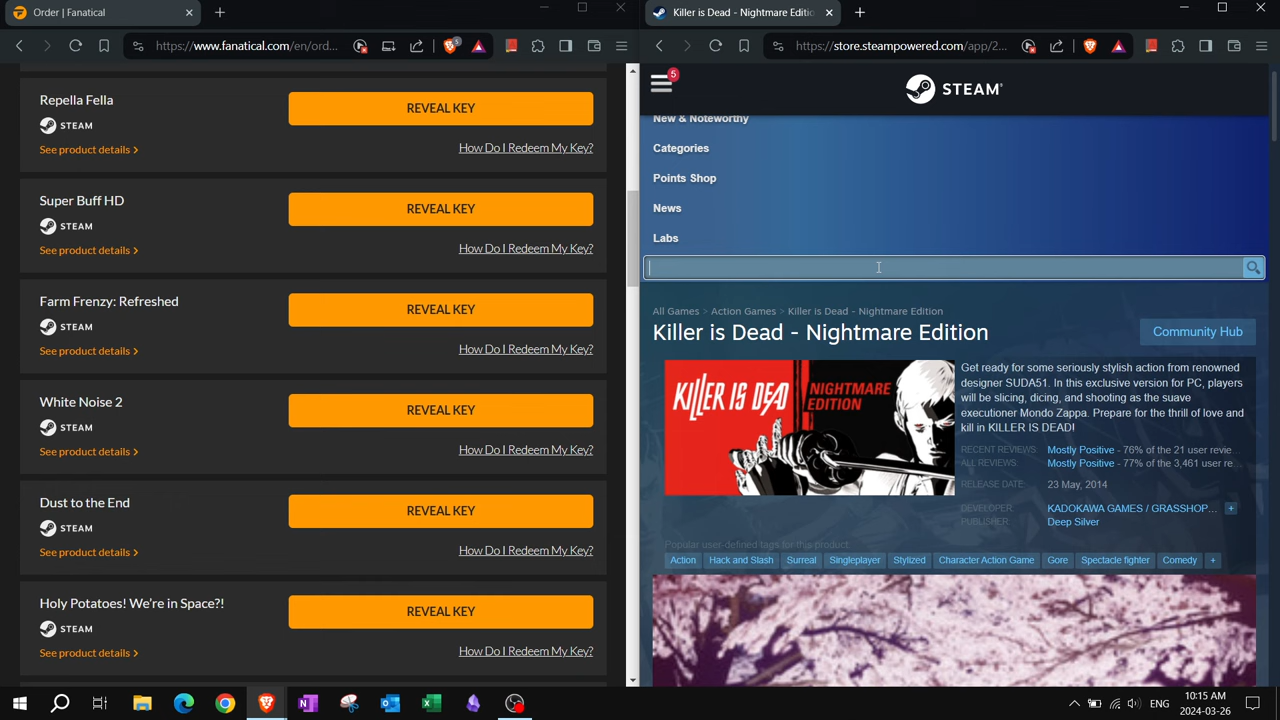 Order | Fanatical
https://www.fanatical.com/en/ord...
5
Repella Fella
STEAM
See product details >
REVEAL KEY
How Do I Redeem My Key?
Super Buff HD
STEAM
See product details >
REVEAL KEY
How Do I Redeem My Key?
Farm Frenzy: Refreshed
STEAM
See product details >
REVEAL KEY
How Do I Redeem My Key?
White Noise 2
STEAM
See product details >
REVEAL KEY
How Do I Redeem My Key?
Dust to the End
STEAM
See product details >
REVEAL KEY
How Do I Redeem My Key?
Holy Potatoes! We're in Space?!
STEAM
See product details >
REVEAL KEY
How Do I Redeem My Key?
Killer is Dead - Nightmare Editio
https://store.steampowered.com/app/2...
5
STEAM
New & Noteworthy
Categories
Points Shop
News
Labs
All Games > Action Games > Killer is Dead - Nightmare Edition
Killer is Dead - Nightmare Edition
Community Hub
KILLER IS DEAD
NIGHTMARE
EDITION
Get ready for some seriously stylish action from renowned
designer SUDA51. In this exclusive version for PC, players
will be slicing, dicing, and shooting as the suave
executioner Mondo Zappa. Prepare for the thrill of love and
kill in KILLER IS DEAD!
RECENT REVIEWS: Mostly Positive - 76% of the 21 user revie...
ALL REVIEWS: Mostly Positive - 77% of the 3,461 user re...
RELEASE DATE: 23 May, 2014
DEVELOPER: KADOKAWA GAMES / GRASSHOP... +
PUBLISHER: Deep Silver
Popular user-defined tags for this product:
Action Hack and Slash Surreal Singleplayer Stylized Character Action Game Gore Spectacle fighter Comedy +
ENG
10:15 AM
2024-03-26